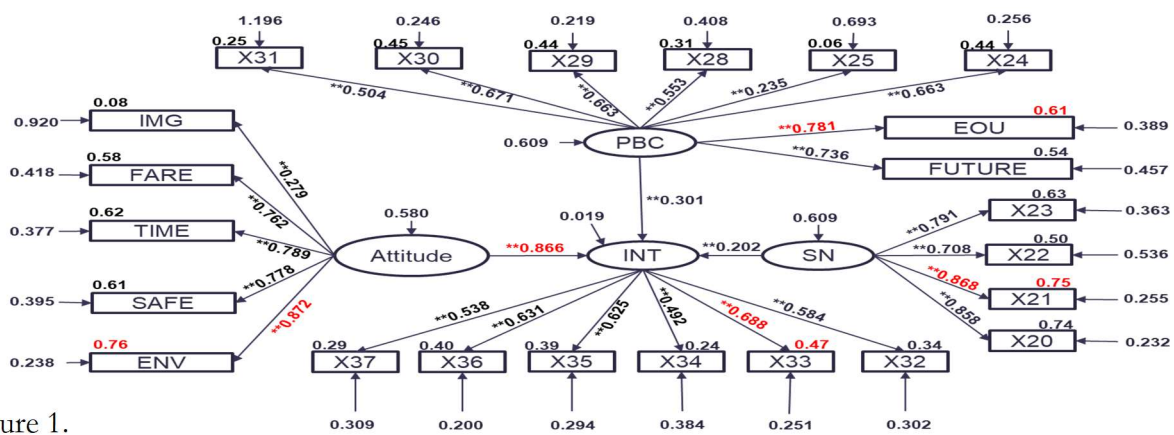 1.196 0.246 0.219 0.408 0.693 0.256
0.25 0.45 0.44 0.31 0.06 0.44
X31 X30 X29 X28 X25 X24
**0.504 **0.671 **0.663 **0.553 **0.235 **0.663
0.920 0.08 IMG
0.418 0.58 FARE
0.377 0.62 TIME
0.395 0.61 SAFE
0.238 0.76 ENV
**0.279
**0.762
**0.789
**0.778
**0.872
0.609 PBC
**0.781 0.61 EOU 0.389
**0.736 0.54 FUTURE 0.457
**0.301
0.580 Attitude
**0.866
0.019 INT
**0.202
0.609 SN
**0.791 0.63 X23 0.363
**0.708 0.50 X22 0.536
**0.868 0.75 X21 0.255
**0.858 0.74 X20 0.232
**0.538 **0.631 **0.625 **0.492 **0.688 **0.584
0.29 0.40 0.39 0.24 0.47 0.34
X37 X36 X35 X34 X33 X32
0.309 0.200 0.294 0.384 0.251 0.302
ure 1.